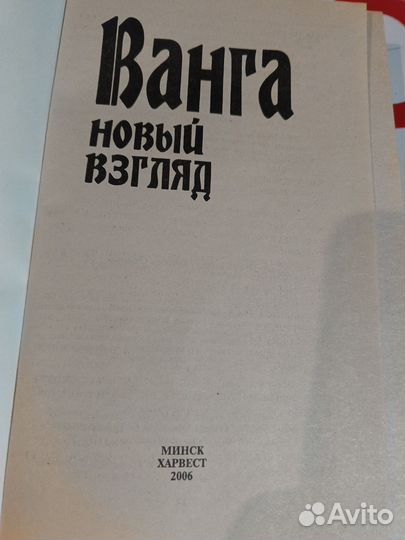 Ванга
новый
взгляд
МИНСК
ХАРВЕСТ
2006
Avito